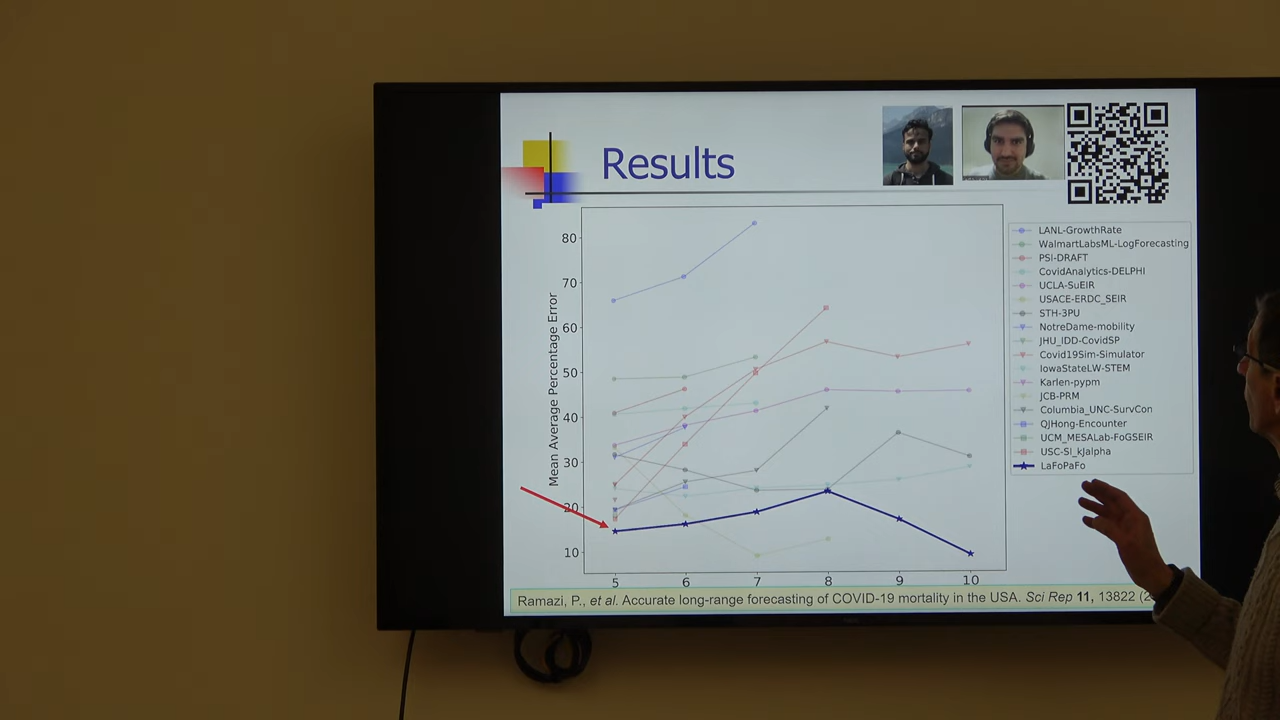 Results
Mean Average Percentage Error
80
70
60
50
40
30
20
10
5 6 7 8 9 10
LANL-GrowthRate
WalmartLabsML-LogForecasting
PSI-DRAFT
CovidAnalytics-DELPHI
UCLA-SuEIR
USACE-ERDC_SEIR
STH-3PU
NotreDame-mobility
JHU_IDD-CovidSP
Covid19Sim-Simulator
IowaStateLW-STEM
Karlen-pypm
JCB-PRM
Columbia_UNC-SurvCon
QJHong-Encounter
UCM_MESALab-FoGSEIR
USC-SI_kJalpha
LaFoPaFo
Ramazi, P., et al. Accurate long-range forecasting of COVID-19 mortality in the USA. Sci Rep 11, 13822